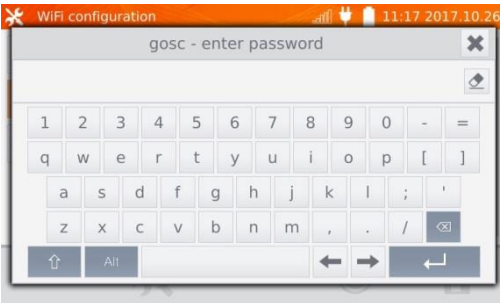 WiFi configuration 11:17 2017.10.26
gosc - enter password
1 2 3 4 5 6 7 8 9 0 - =
q w e r t y u i o p [ ]
a s d f g h j k l ; '
z x c v b n m , . /
Alt